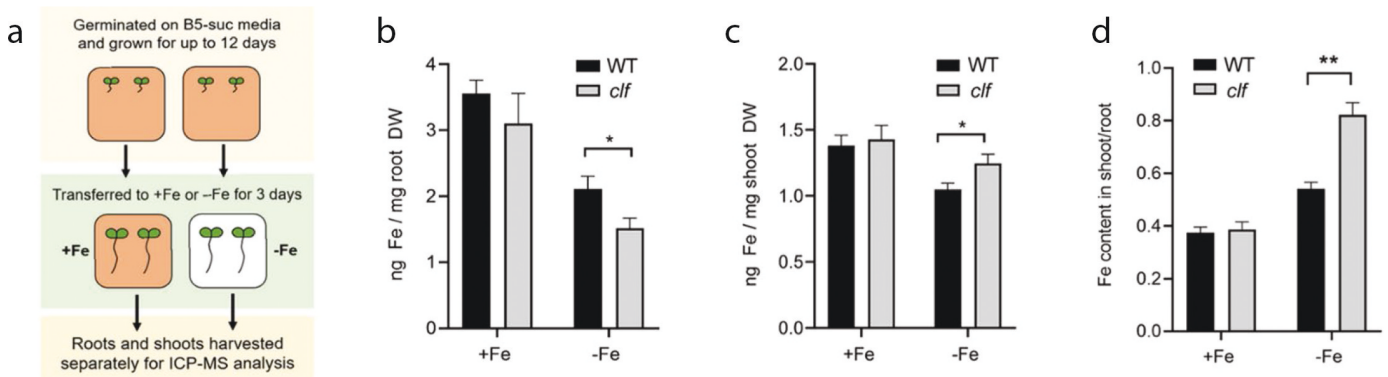 a
Germinated on B5-suc media
and grown for up to 12 days
Transferred to +Fe or –Fe for 3 days
+Fe
-Fe
Roots and shoots harvested
separately for ICP-MS analysis
b
ng Fe / mg root DW
4
3
2
1
0
WT
clf
*
+Fe
-Fe
c
ng Fe / mg shoot DW
2.0
1.5
1.0
0.5
0.0
WT
clf
*
+Fe
-Fe
d
Fe content in shoot/root
1.0
0.8
0.6
0.4
0.2
0.0
WT
clf
**
+Fe
-Fe